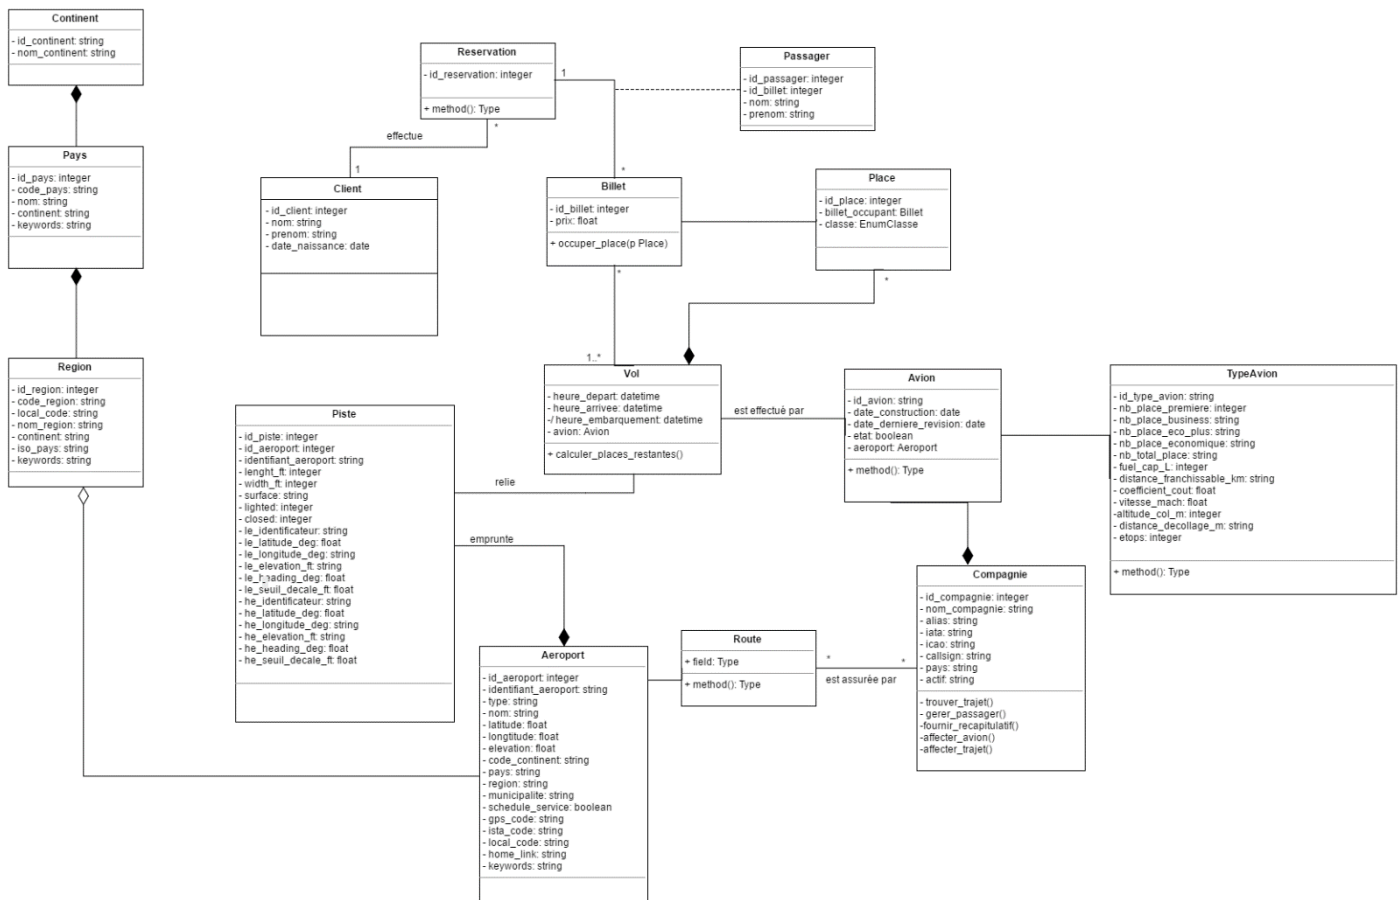 Continent
- id_continent: string
- nom_continent: string
Reservation
- id_reservation: integer
+ method(): Type
1
*
Passager
- id_passager: integer
- id_billet: integer
- nom: string
- prenom: string
effectue
1
Pays
- id_pays: integer
- code_pays: string
- nom: string
- continent: string
- keywords: string
Client
- id_client: integer
- nom: string
- prenom: string
- date_naissance: date
*
Billet
- id_billet: integer
- prix: float
+ occuper_place(p Place)
*
Place
- id_place: integer
- billet_occupant: Billet
- classe: EnumClasse
*
1..*
Region
- id_region: integer
- code_region: string
- local_code: string
- nom_region: string
- continent: string
- iso_pays: string
- keywords: string
Piste
- id_piste: integer
- id_aeroport: integer
- identifiant_aeroport: string
- lenght_ft: integer
- width_ft: integer
- surface: string
- lighted: integer
- closed: integer
- le_identificateur: string
- le_latitude_deg: float
- le_longitude_deg: string
- le_elevation_ft: string
- le_heading_deg: float
- le_seuil_decale_ft: float
- he_identificateur: string
- he_latitude_deg: float
- he_longitude_deg: string
- he_elevation_ft: string
- he_heading_deg: float
- he_seuil_decale_ft: float
Vol
- heure_depart: datetime
- heure_arrivee: datetime
-/ heure_embarquement: datetime
- avion: Avion
+ calculer_places_restantes()
est effectué par
Avion
- id_avion: string
- date_construction: date
- date_derniere_revision: date
- etat: boolean
- aeroport: Aeroport
+ method(): Type
TypeAvion
- id_type_avion: string
- nb_place_premiere: integer
- nb_place_business: string
- nb_place_eco_plus: string
- nb_place_economique: string
- nb_total_place: string
- fuel_cap_L: integer
- distance_franchissable_km: string
- coefficient_cout: float
- vitesse_mach: float
-altitude_col_m: integer
- distance_decollage_m: string
- etops: integer
+ method(): Type
relie
emprunte
Compagnie
- id_compagnie: integer
- nom_compagnie: string
- alias: string
- iata: string
- icao: string
- callsign: string
- pays: string
- actif: string
- trouver_trajet()
- gerer_passager()
-fournir_recapitulatif()
-affecter_avion()
-affecter_trajet()
Route
+ field: Type
+ method(): Type
*
*
est assurée par
Aeroport
- id_aeroport: integer
- identifiant_aeroport: string
- type: string
- nom: string
- latitude: float
- longtitude: float
- elevation: float
- code_continent: string
- pays: string
- region: string
- municipalite: string
- schedule_service: boolean
- gps_code: string
- ista_code: string
- local_code: string
- home_link: string
- keywords: string